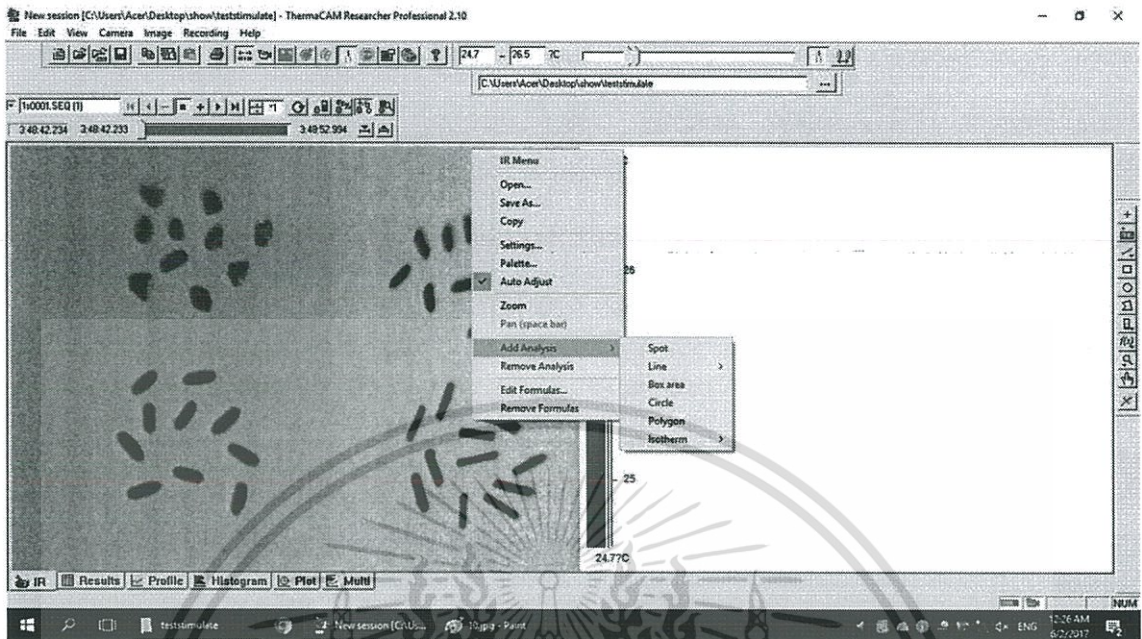 New session [C:\Users\Acer\Desktop\show\teststimulate] - ThermaCAM Researcher Professional 2.10
File Edit View Camera Image Recording Help
24.7 - 26.5 ?C
C:\Users\Acer\Desktop\show\teststimulate ...
1s0001.SEQ (1)
3:48:42.234 3:48:42.233 3:49:52.994
IR Menu
Open...
Save As...
Copy
Settings...
Palette...
Auto Adjust
26
Zoom
Pan (space bar)
Add Analysis
Spot
Remove Analysis
Line
Box area
Edit Formulas...
Circle
Remove Formulas
Polygon
Isotherm
25
24.7?C
IR Results Profile Histogram Plot Multi
NUM
teststimulate New session [C:\Us... 10.jpg - Paint ENG 12:26 AM
6/2/2017